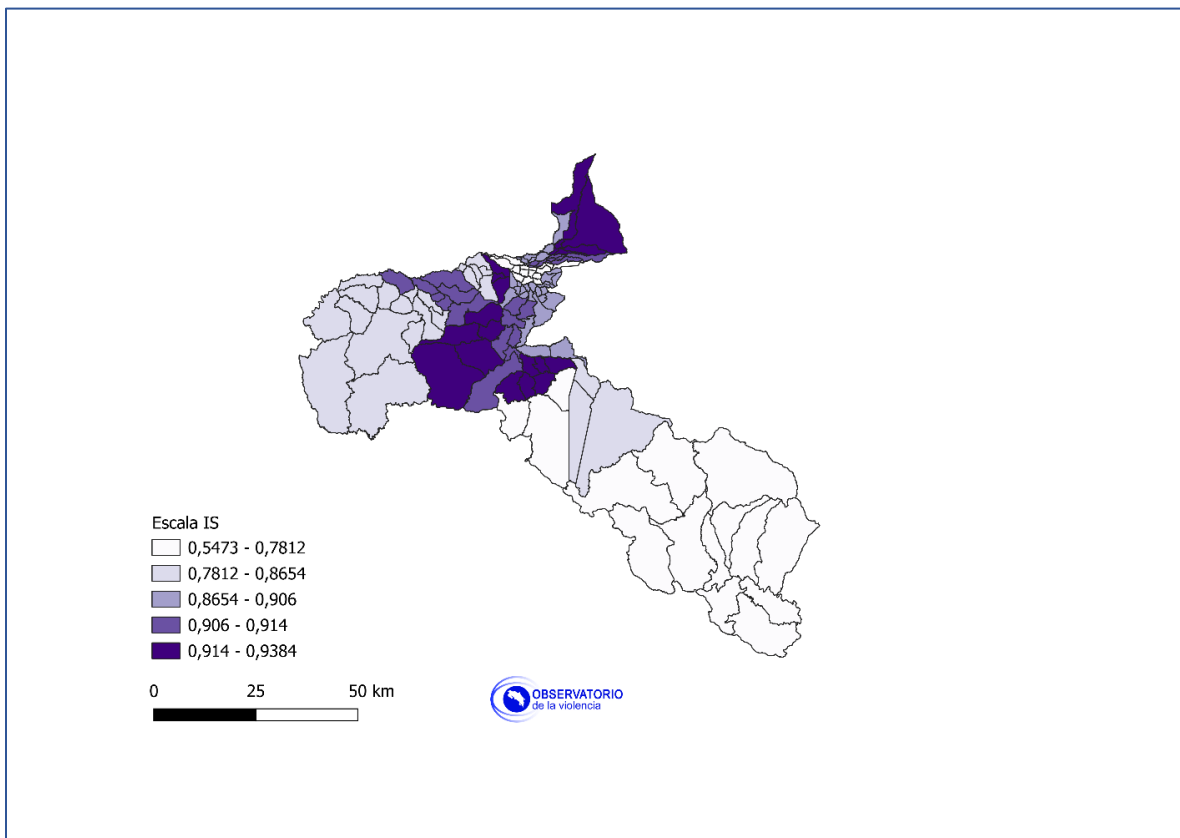 Escala IS
0,5473 - 0,7812
0,7812 - 0,8654
0,8654 - 0,906
0,906 - 0,914
0,914 - 0,9384
0 25 50 km
OBSERVATORIO
de la violencia